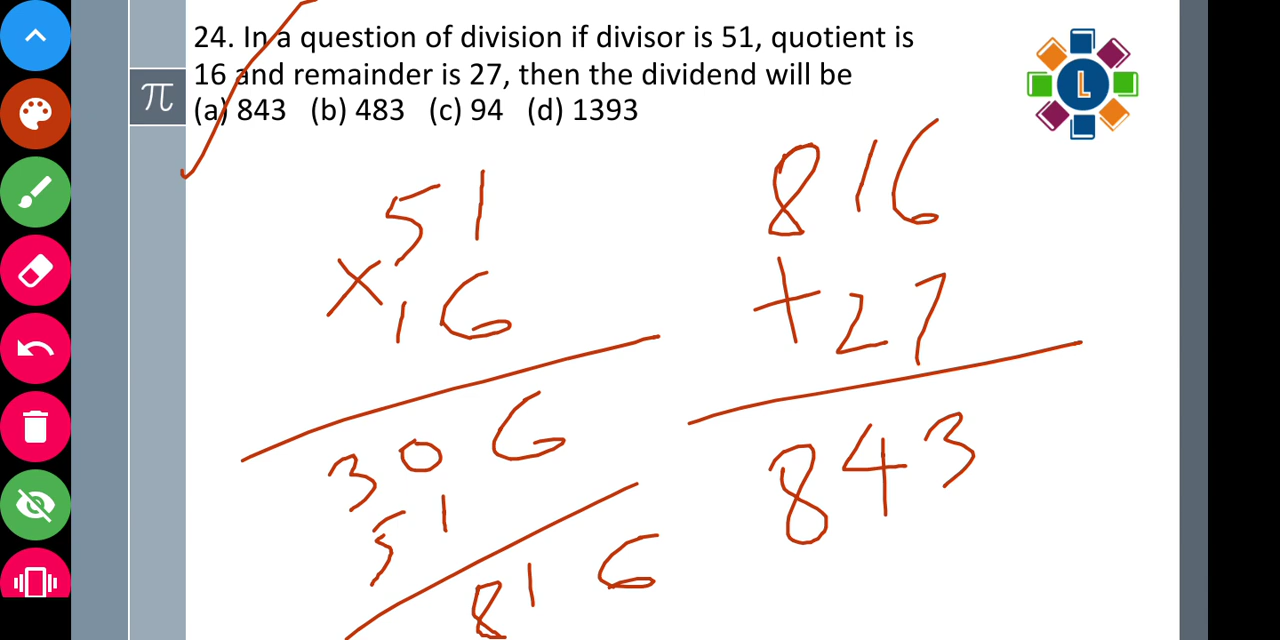 24. In a question of division if divisor is 51, quotient is
16 and remainder is 27, then the dividend will be
(a) 843 (b) 483 (c) 94 (d) 1393
π
L
51
×16
306
51
816
816
+27
843